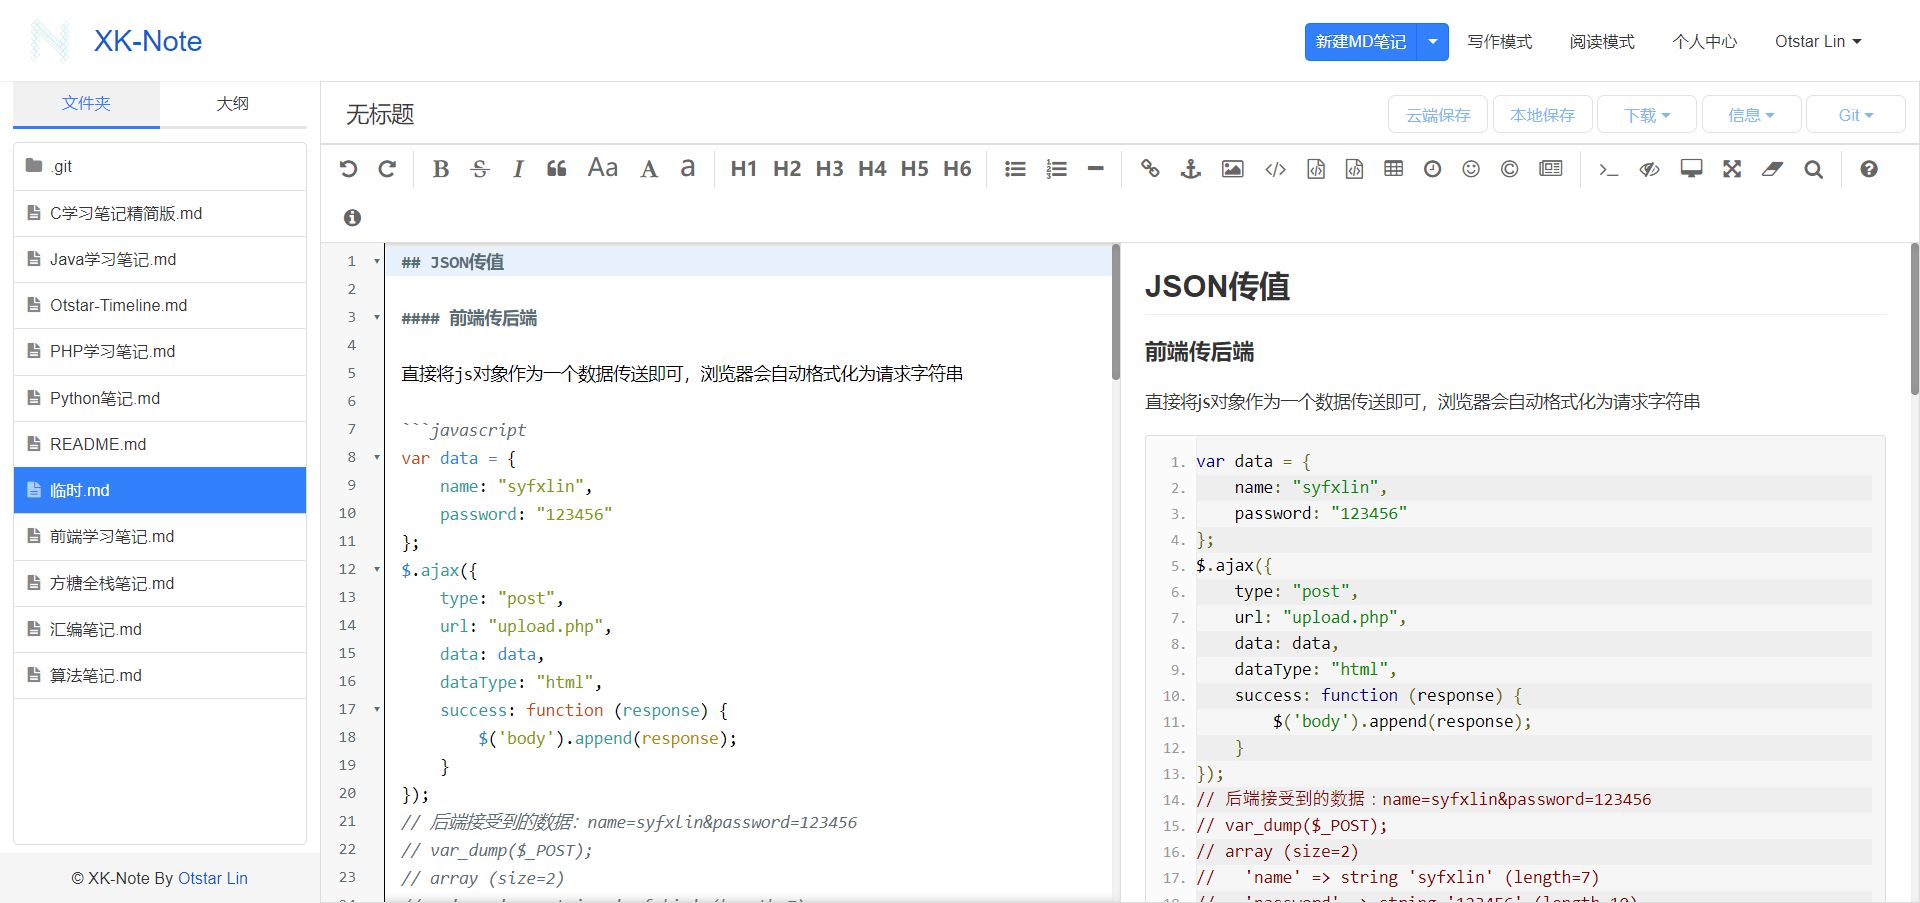 XK-Note
新建MD笔记
写作模式
阅读模式
个人中心
Otstar Lin
文件夹
大纲
.git
C学习笔记精简版.md
Java学习笔记.md
Otstar-Timeline.md
PHP学习笔记.md
Python笔记.md
README.md
临时.md
前端学习笔记.md
方糖全栈笔记.md
汇编笔记.md
算法笔记.md
© XK-Note By Otstar Lin
无标题
云端保存
本地保存
下载
信息
Git
B S I Aa A a H1 H2 H3 H4 H5 H6
1 ## JSON传值
2
3 #### 前端传后端
4
5 直接将js对象作为一个数据传送即可，浏览器会自动格式化为请求字符串
6
7 ```javascript
8 var data = {
9     name: "syfxlin",
10     password: "123456"
11 };
12 $.ajax({
13     type: "post",
14     url: "upload.php",
15     data: data,
16     dataType: "html",
17     success: function (response) {
18         $('body').append(response);
19     }
20 });
21 // 后端接受到的数据：name=syfxlin&password=123456
22 // var_dump($_POST);
23 // array (size=2)
JSON传值
前端传后端
直接将js对象作为一个数据传送即可，浏览器会自动格式化为请求字符串
1. var data = {
2.     name: "syfxlin",
3.     password: "123456"
4. };
5. $.ajax({
6.     type: "post",
7.     url: "upload.php",
8.     data: data,
9.     dataType: "html",
10.     success: function (response) {
11.         $('body').append(response);
12.     }
13. });
14. // 后端接受到的数据：name=syfxlin&password=123456
15. // var_dump($_POST);
16. // array (size=2)
17. //   'name' => string 'syfxlin' (length=7)